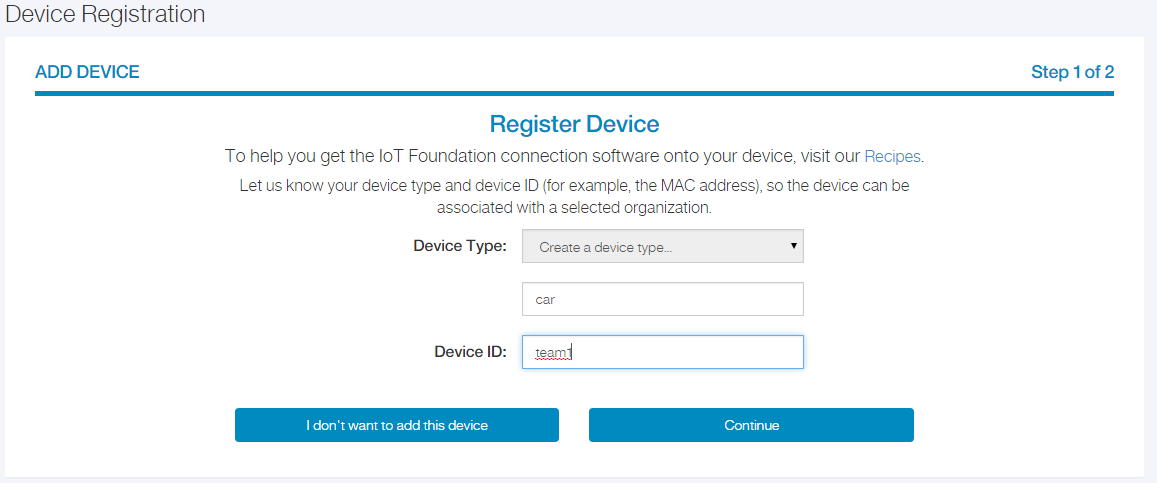 Device Registration
ADD DEVICE
Step 1 of 2
Register Device
To help you get the IoT Foundation connection software onto your device, visit our Recipes.
Let us know your device type and device ID (for example, the MAC address), so the device can be
associated with a selected organization.
Device Type:
Create a device type...
car
Device ID:
team1
I don't want to add this device
Continue